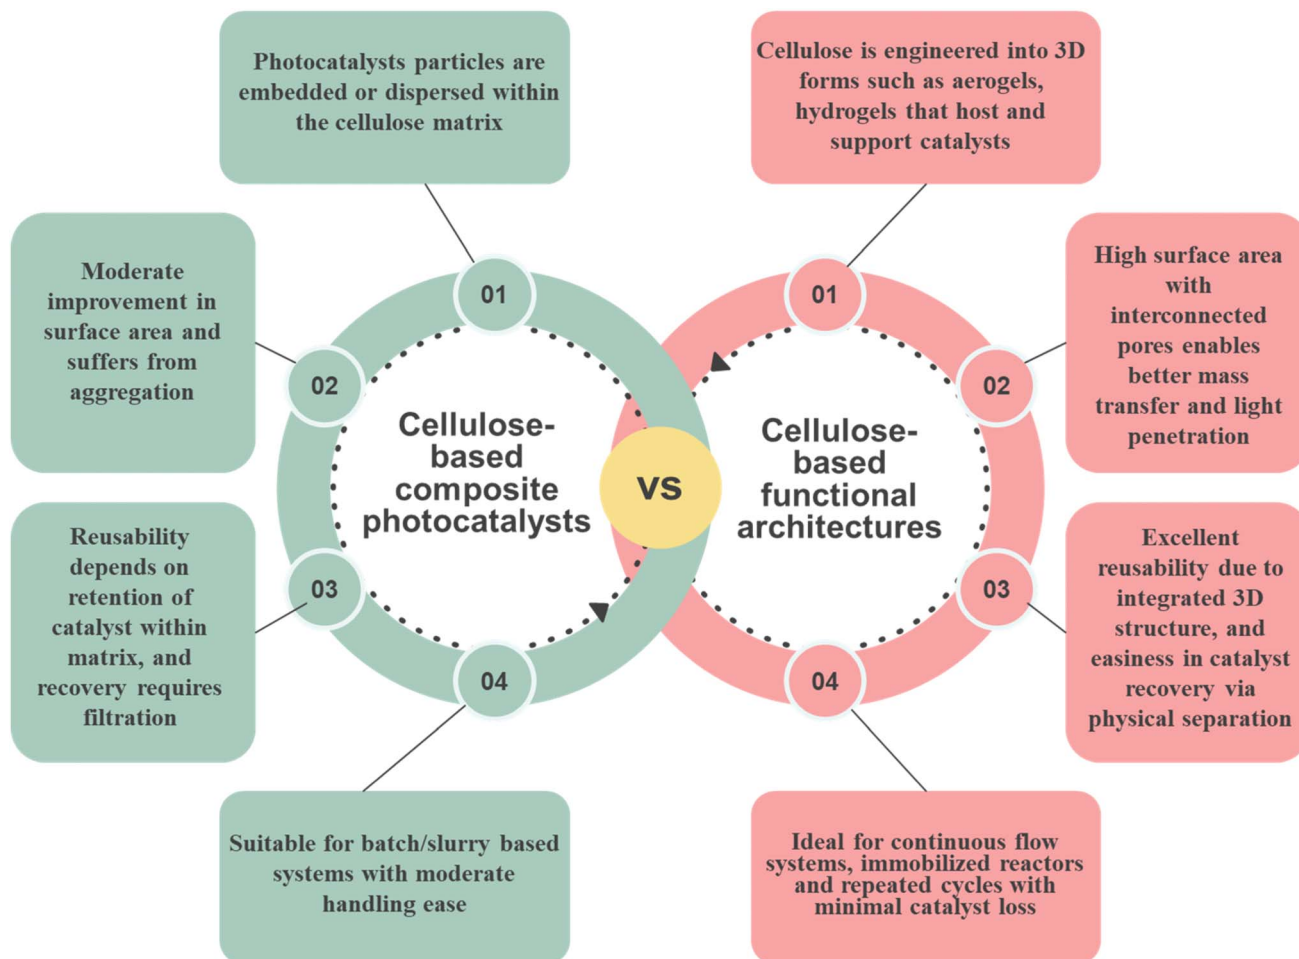 Photocatalysts particles are
embedded or dispersed within
the cellulose matrix
Moderate
improvement in
surface area and
suffers from
aggregation
Reusability
depends on
retention of
catalyst within
matrix, and
recovery requires
filtration
Suitable for batch/slurry based
systems with moderate
handling ease
01
02
03
04
Cellulose-
based
composite
photocatalysts
vs
Cellulose-
based
functional
architectures
01
02
03
04
Cellulose is engineered into 3D
forms such as aerogels,
hydrogels that host and
support catalysts
High surface area
with
interconnected
pores enables
better mass
transfer and light
penetration
Excellent
reusability due to
integrated 3D
structure, and
easiness in catalyst
recovery via
physical separation
Ideal for continuous flow
systems, immobilized reactors
and repeated cycles with
minimal catalyst loss